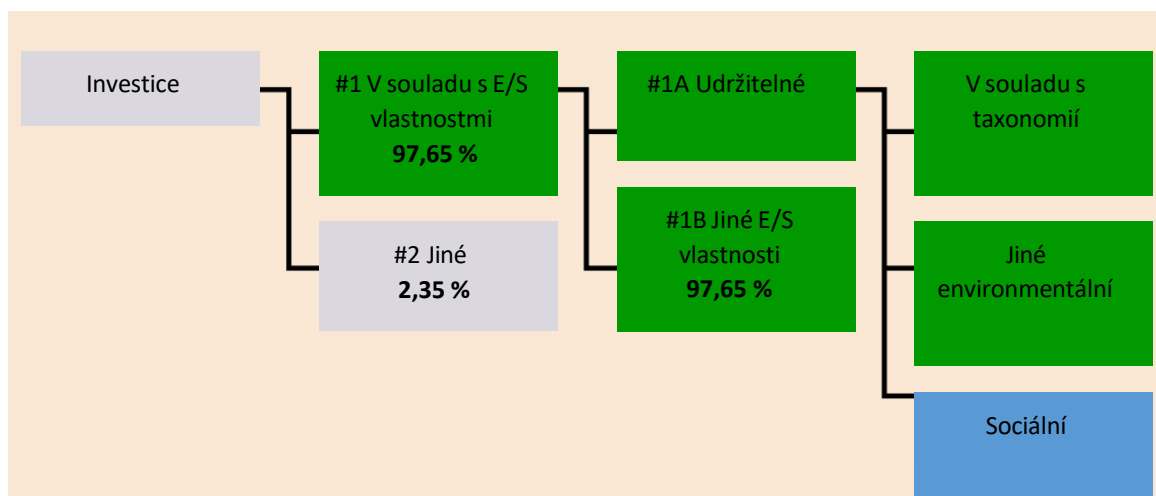 Investice
#1 V souladu s E/S
vlastnostmi
97,65 %
#2 Jiné
2,35 %
#1A Udržitelné
#1B Jiné E/S
vlastnosti
97,65 %
V souladu s
taxonomií
Jiné
environmentální
Sociální